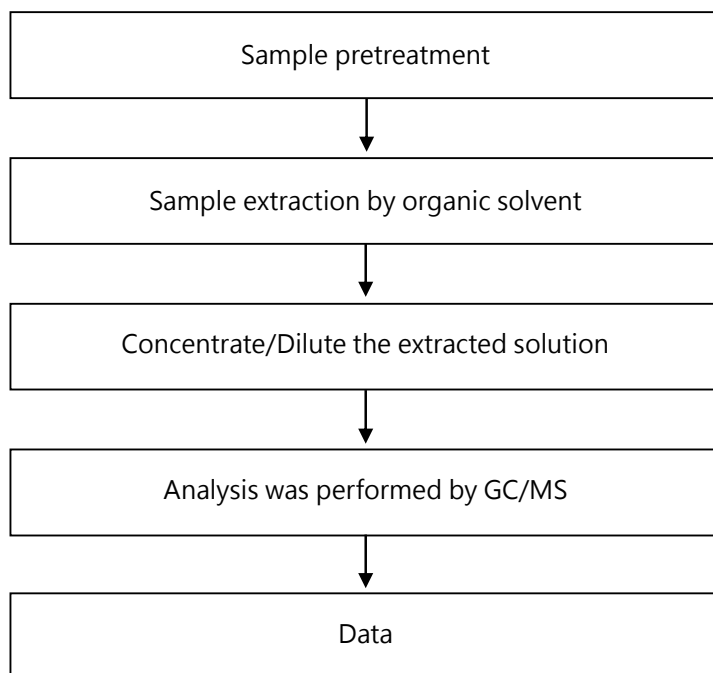 Sample pretreatment
Sample extraction by organic solvent
Concentrate/Dilute the extracted solution
Analysis was performed by GC/MS
Data